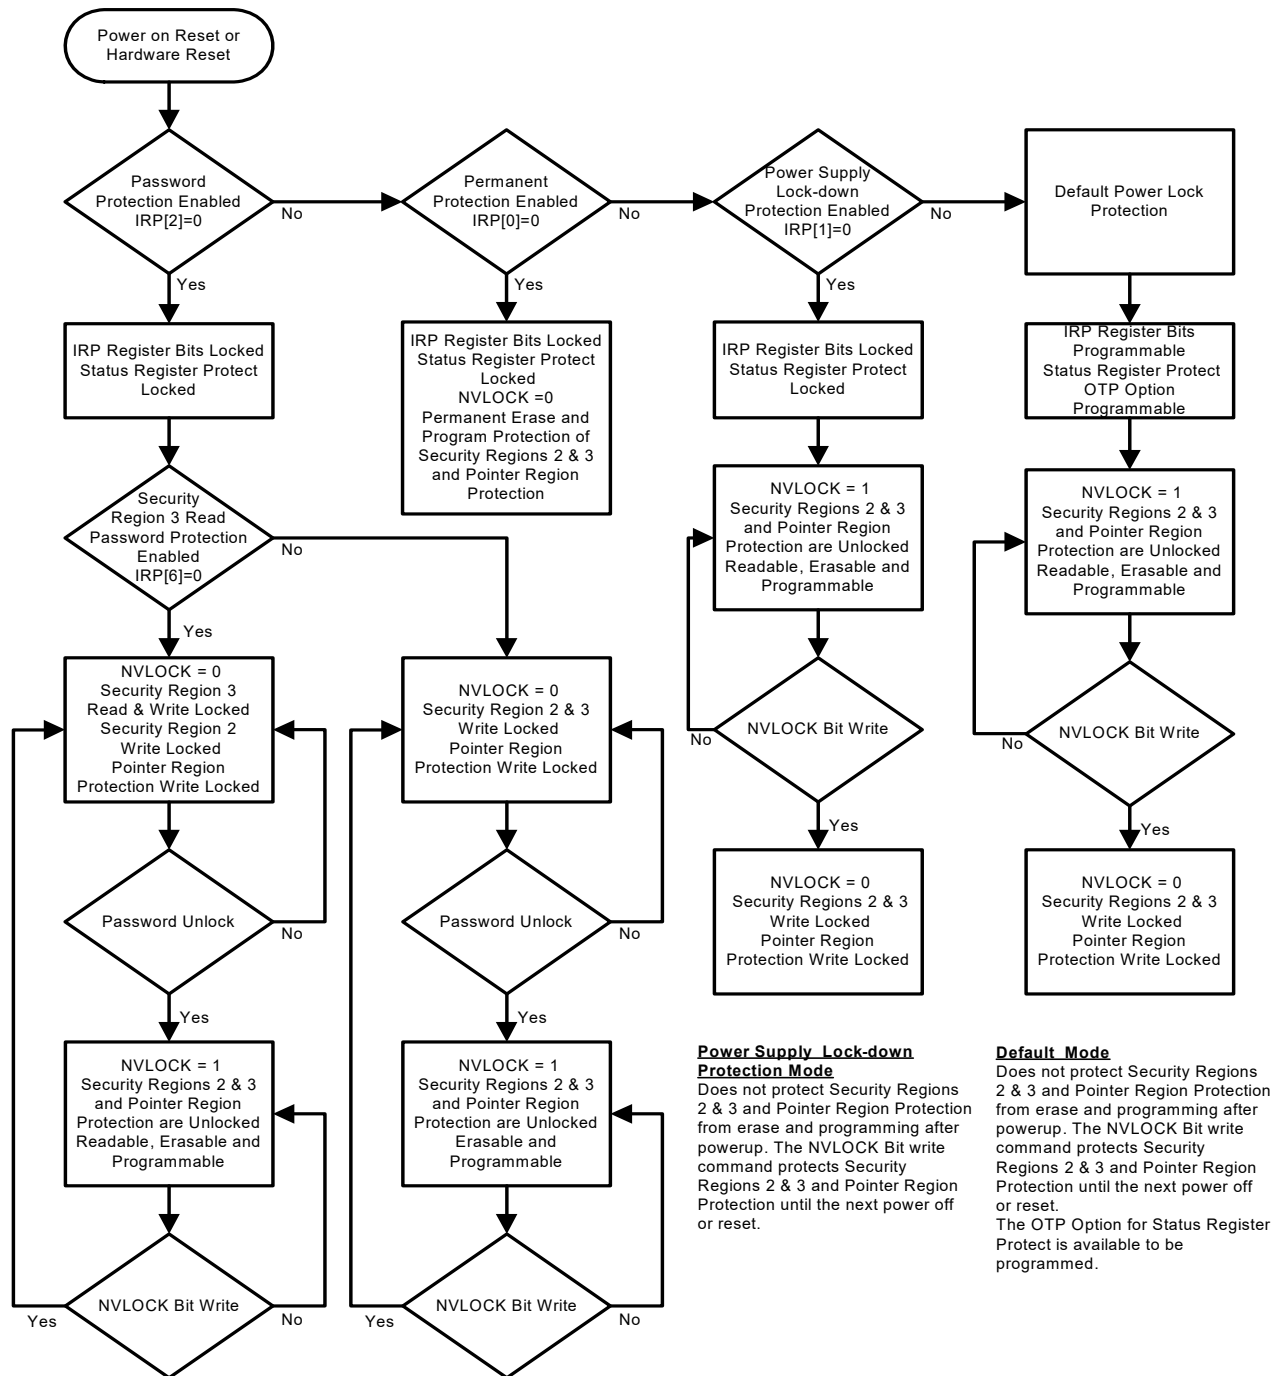 Power on Reset or
Hardware Reset
Password
Protection Enabled
IRP[2]=0
No
Yes
Permanent
Protection Enabled
IRP[0]=0
No
Yes
Power Supply
Lock-down
Protection Enabled
IRP[1]=0
No
Yes
Default Power Lock
Protection
IRP Register Bits Locked
Status Register Protect
Locked
IRP Register Bits Locked
Status Register Protect
Locked
NVLOCK =0
Permanent Erase and
Program Protection of
Security Regions 2 & 3
and Pointer Region
Protection
IRP Register Bits Locked
Status Register Protect
Locked
IRP Register Bits
Programmable
Status Register Protect
OTP Option
Programmable
Security
Region 3 Read
Password Protection
Enabled
IRP[6]=0
No
Yes
NVLOCK = 1
Security Regions 2 & 3
and Pointer Region
Protection are Unlocked
Readable, Erasable and
Programmable
NVLOCK = 1
Security Regions 2 & 3
and Pointer Region
Protection are Unlocked
Readable, Erasable and
Programmable
NVLOCK = 0
Security Region 3
Read & Write Locked
Security Region 2
Write Locked
Pointer Region
Protection Write Locked
NVLOCK = 0
Security Region 2 & 3
Write Locked
Pointer Region
Protection Write Locked
NVLOCK Bit Write
No
Yes
NVLOCK Bit Write
No
Yes
Password Unlock
No
Yes
Password Unlock
No
Yes
NVLOCK = 0
Security Regions 2 & 3
Write Locked
Pointer Region
Protection Write Locked
NVLOCK = 0
Security Regions 2 & 3
Write Locked
Pointer Region
Protection Write Locked
NVLOCK = 1
Security Regions 2 & 3
and Pointer Region
Protection are Unlocked
Readable, Erasable and
Programmable
NVLOCK = 1
Security Regions 2 & 3
and Pointer Region
Protection are Unlocked
Erasable and
Programmable
Power Supply Lock-down
Protection Mode
Does not protect Security Regions
2 & 3 and Pointer Region Protection
from erase and programming after
powerup. The NVLOCK Bit write
command protects Security
Regions 2 & 3 and Pointer Region
Protection until the next power off
or reset.
Default Mode
Does not protect Security Regions
2 & 3 and Pointer Region Protection
from erase and programming after
powerup. The NVLOCK Bit write
command protects Security
Regions 2 & 3 and Pointer Region
Protection until the next power off
or reset.
The OTP Option for Status Register
Protect is available to be
programmed.
NVLOCK Bit Write
Yes
No
NVLOCK Bit Write
Yes
No